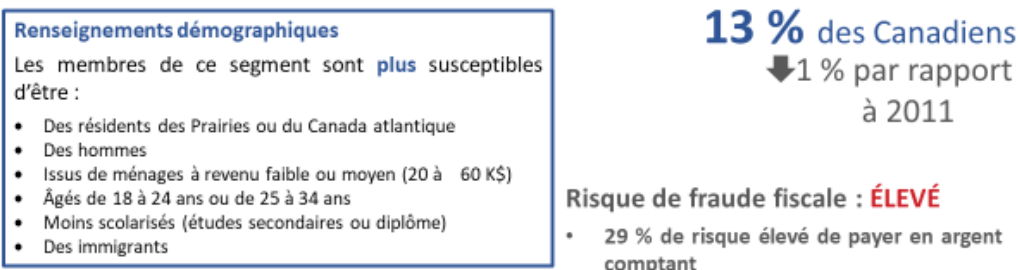 Renseignements démographiques
Les membres de ce segment sont plus susceptibles
d'être :
• Des résidents des Prairies ou du Canada atlantique
• Des hommes
• Issus de ménages à revenu faible ou moyen (20 à 60 K$)
• Âgés de 18 à 24 ans ou de 25 à 34 ans
• Moins scolarisés (études secondaires ou diplôme)
• Des immigrants
13 % des Canadiens
🡇1 % par rapport
à 2011
Risque de fraude fiscale : ÉLEVÉ
• 29 % de risque élevé de payer en argent
comptant